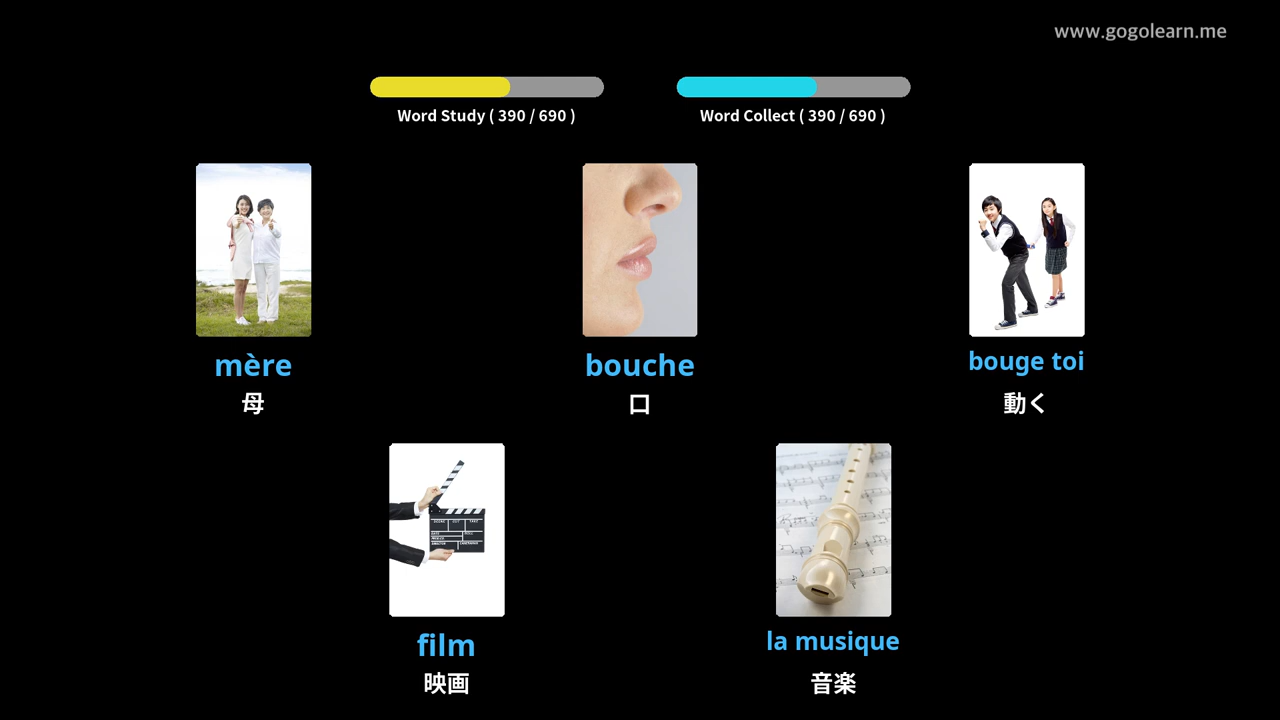 www.gogolearn.me
Word Study ( 390 / 690 )
Word Collect ( 390 / 690 )
mère
母
bouche
口
bouge toi
動く
film
映画
la musique
音楽